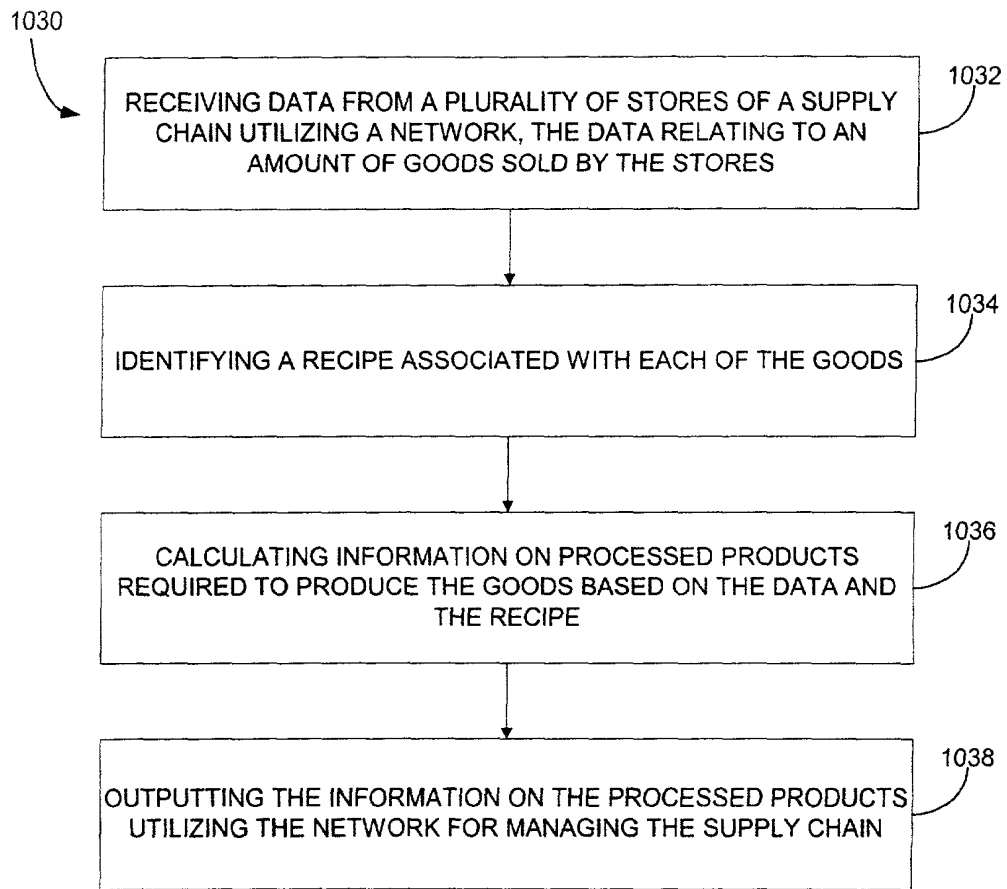 1030
1032
RECEIVING DATA FROM A PLURALITY OF STORES OF A SUPPLY
CHAIN UTILIZING A NETWORK, THE DATA RELATING TO AN
AMOUNT OF GOODS SOLD BY THE STORES
1034
IDENTIFYING A RECIPE ASSOCIATED WITH EACH OF THE GOODS
1036
CALCULATING INFORMATION ON PROCESSED PRODUCTS
REQUIRED TO PRODUCE THE GOODS BASED ON THE DATA AND
THE RECIPE
1038
OUTPUTTING THE INFORMATION ON THE PROCESSED PRODUCTS
UTILIZING THE NETWORK FOR MANAGING THE SUPPLY CHAIN